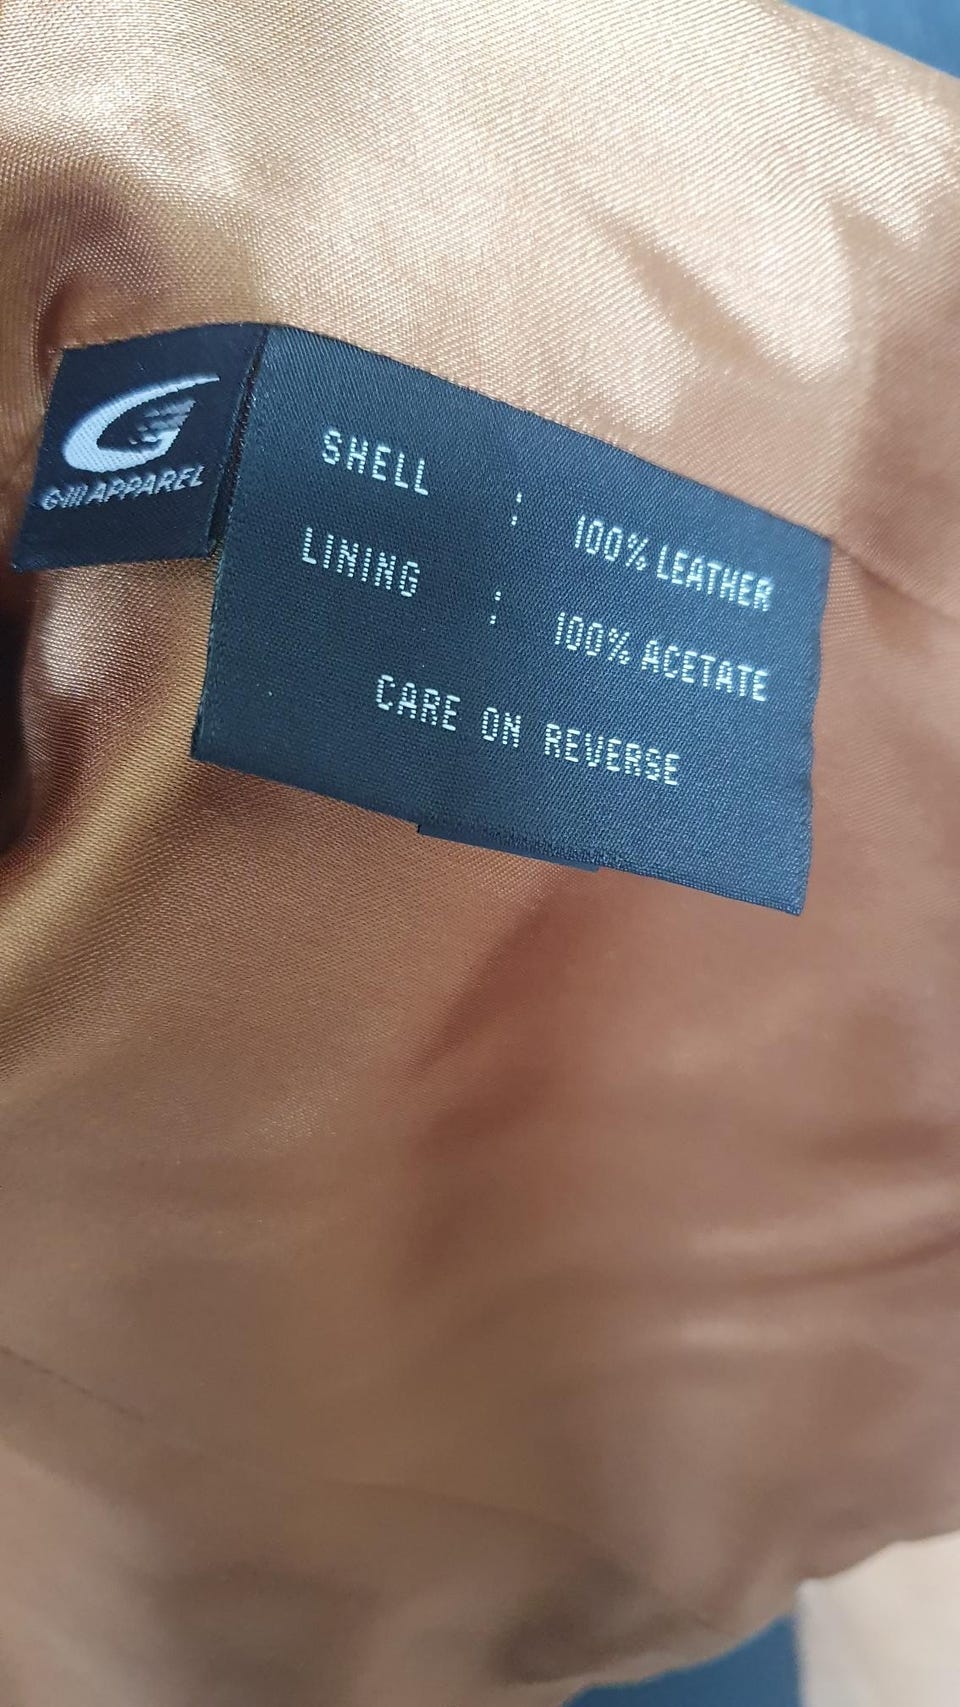 G-III APPAREL
SHELL : 100% LEATHER
LINING : 100% ACETATE
CARE ON REVERSE